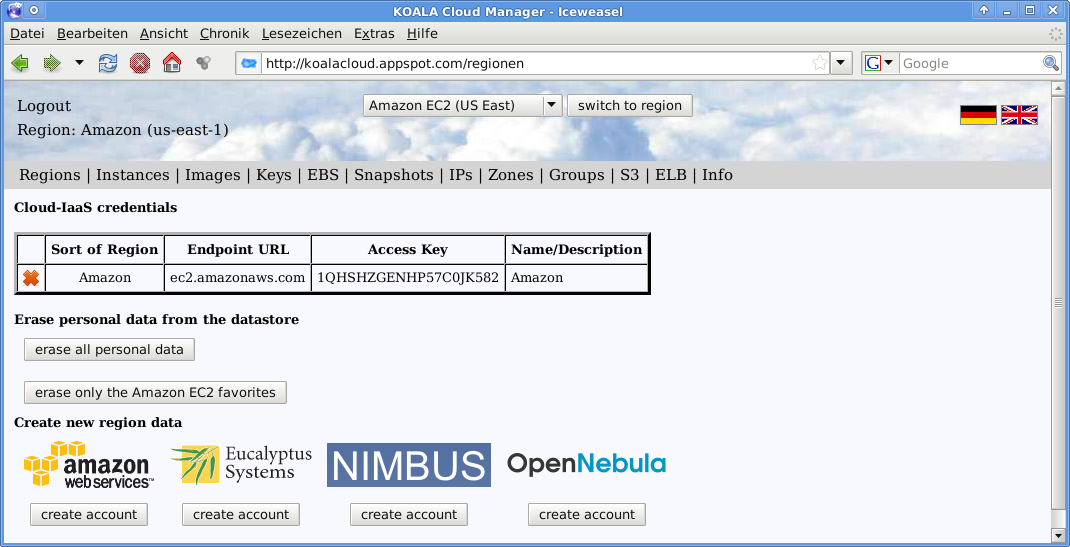 KOALA Cloud Manager - Iceweasel
Datei Bearbeiten Ansicht Chronik Lesezeichen Extras Hilfe
http://koalacloud.appspot.com/regionen G Google
Logout Amazon EC2 (US East) switch to region
Region: Amazon (us-east-1)
Regions | Instances | Images | Keys | EBS | Snapshots | IPs | Zones | Groups | S3 | ELB | Info
Cloud-IaaS credentials
Sort of Region Endpoint URL Access Key Name/Description
Amazon ec2.amazonaws.com 1QHSHZGENHP57C0JK582 Amazon
Erase personal data from the datastore
erase all personal data
erase only the Amazon EC2 favorites
Create new region data
amazon webservices™ Eucalyptus Systems NIMBUS OpenNebula
create account create account create account create account